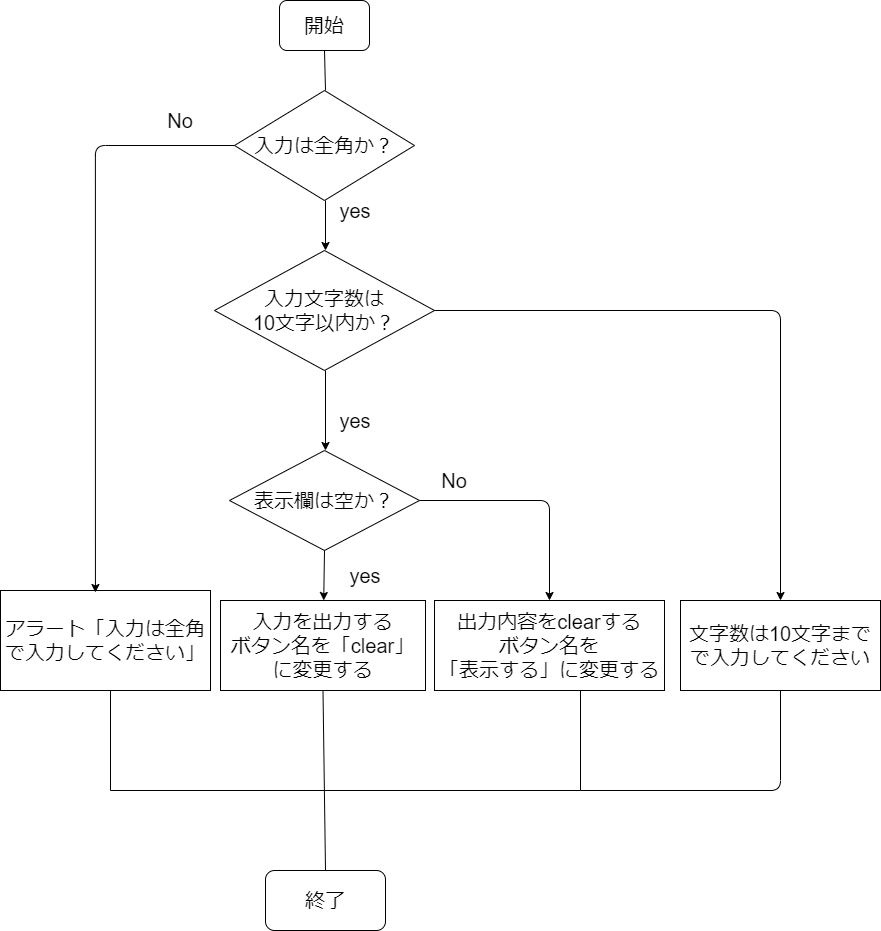 開始
No
入力は全角か？
yes
入力文字数は
10文字以内か？
yes
表示欄は空か？
No
yes
アラート「入力は全角
で入力してください」
入力を出力する
ボタン名を「clear」
に変更する
出力内容をclearする
ボタン名を
「表示する」に変更する
文字数は10文字まで
で入力してください
終了